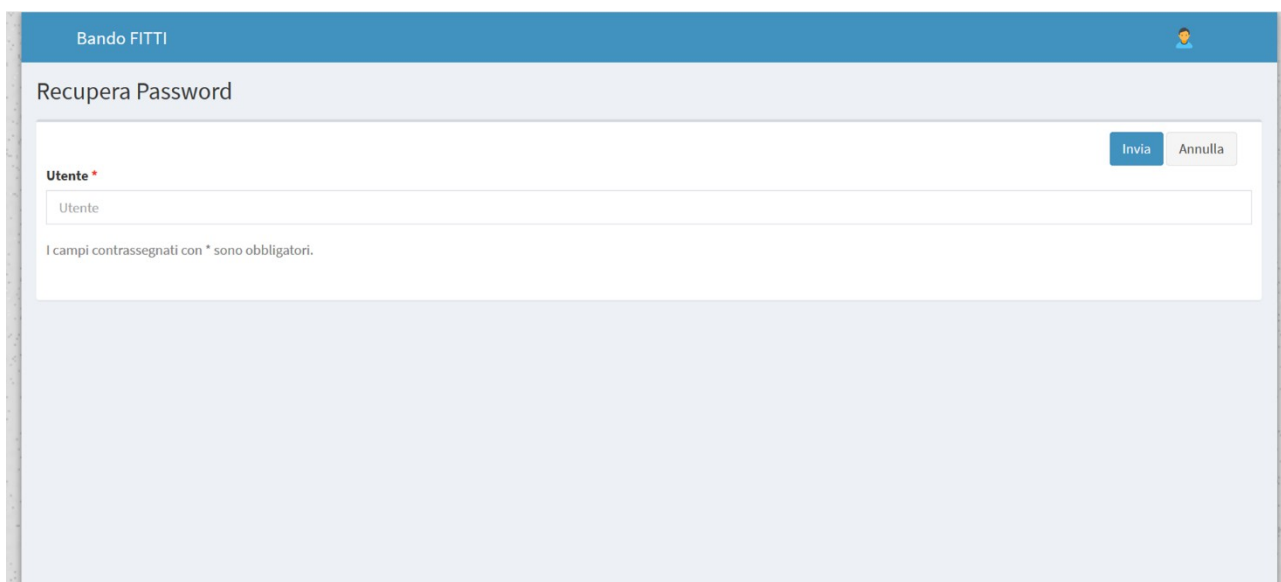 Bando FITTI
Recupera Password
Invia Annulla
Utente *
Utente
I campi contrassegnati con * sono obbligatori.